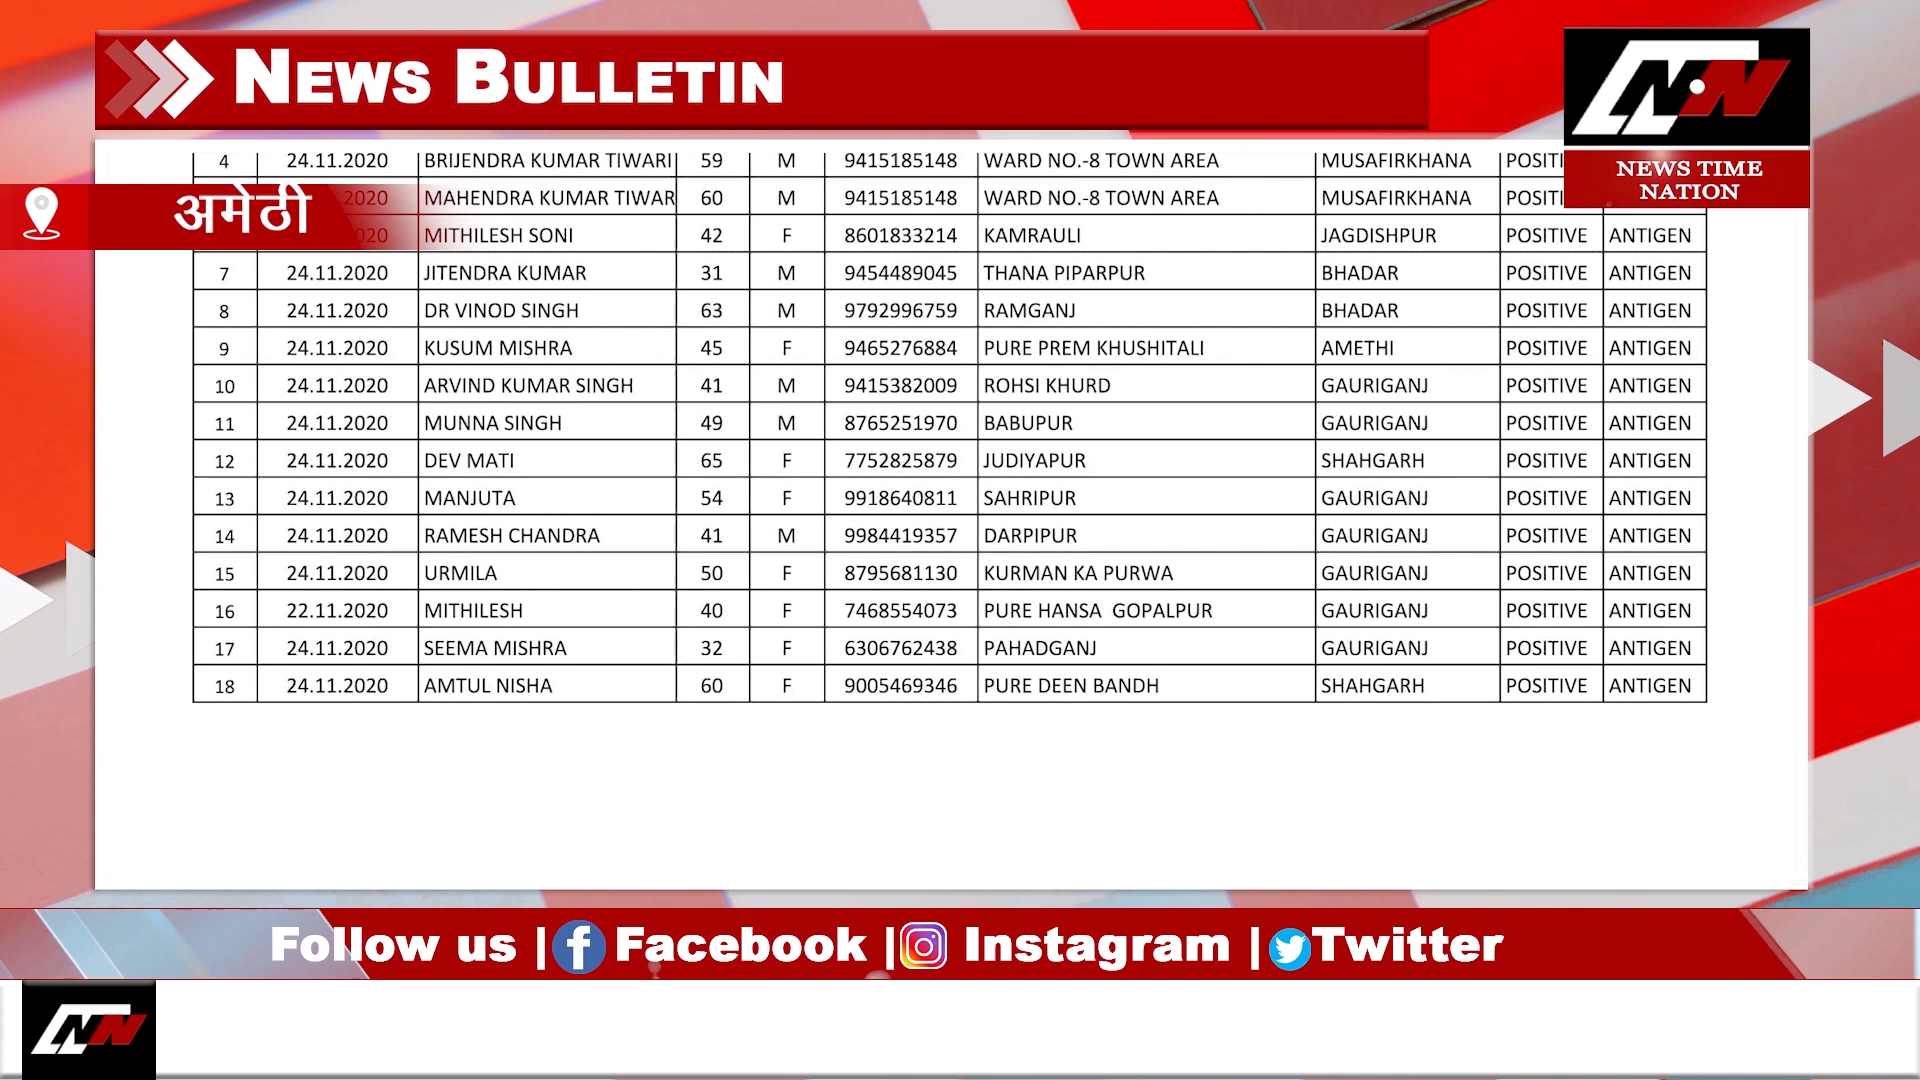 NEWS BULLETIN
NEWS TIME
NATION
4 24.11.2020 BRIJENDRA KUMAR TIWARI 59 M 9415185148 WARD NO.-8 TOWN AREA MUSAFIRKHANA POSITI
अमेठी
2020 MAHENDRA KUMAR TIWAR 60 M 9415185148 WARD NO.-8 TOWN AREA MUSAFIRKHANA POSITI
020 MITHILESH SONI 42 F 8601833214 KAMRAULI JAGDISHPUR POSITIVE ANTIGEN
7 24.11.2020 JITENDRA KUMAR 31 M 9454489045 THANA PIPARPUR BHADAR POSITIVE ANTIGEN
8 24.11.2020 DR VINOD SINGH 63 M 9792996759 RAMGANJ BHADAR POSITIVE ANTIGEN
9 24.11.2020 KUSUM MISHRA 45 F 9465276884 PURE PREM KHUSHITALI AMETHI POSITIVE ANTIGEN
10 24.11.2020 ARVIND KUMAR SINGH 41 M 9415382009 ROHSI KHURD GAURIGANJ POSITIVE ANTIGEN
11 24.11.2020 MUNNA SINGH 49 M 8765251970 BABUPUR GAURIGANJ POSITIVE ANTIGEN
12 24.11.2020 DEV MATI 65 F 7752825879 JUDIYAPUR SHAHGARH POSITIVE ANTIGEN
13 24.11.2020 MANJUTA 54 F 9918640811 SAHRIPUR GAURIGANJ POSITIVE ANTIGEN
14 24.11.2020 RAMESH CHANDRA 41 M 9984419357 DARPIPUR GAURIGANJ POSITIVE ANTIGEN
15 24.11.2020 URMILA 50 F 8795681130 KURMAN KA PURWA GAURIGANJ POSITIVE ANTIGEN
16 22.11.2020 MITHILESH 40 F 7468554073 PURE HANSA  GOPALPUR GAURIGANJ POSITIVE ANTIGEN
17 24.11.2020 SEEMA MISHRA 32 F 6306762438 PAHADGANJ GAURIGANJ POSITIVE ANTIGEN
18 24.11.2020 AMTUL NISHA 60 F 9005469346 PURE DEEN BANDH SHAHGARH POSITIVE ANTIGEN
Follow us | Facebook | Instagram | Twitter